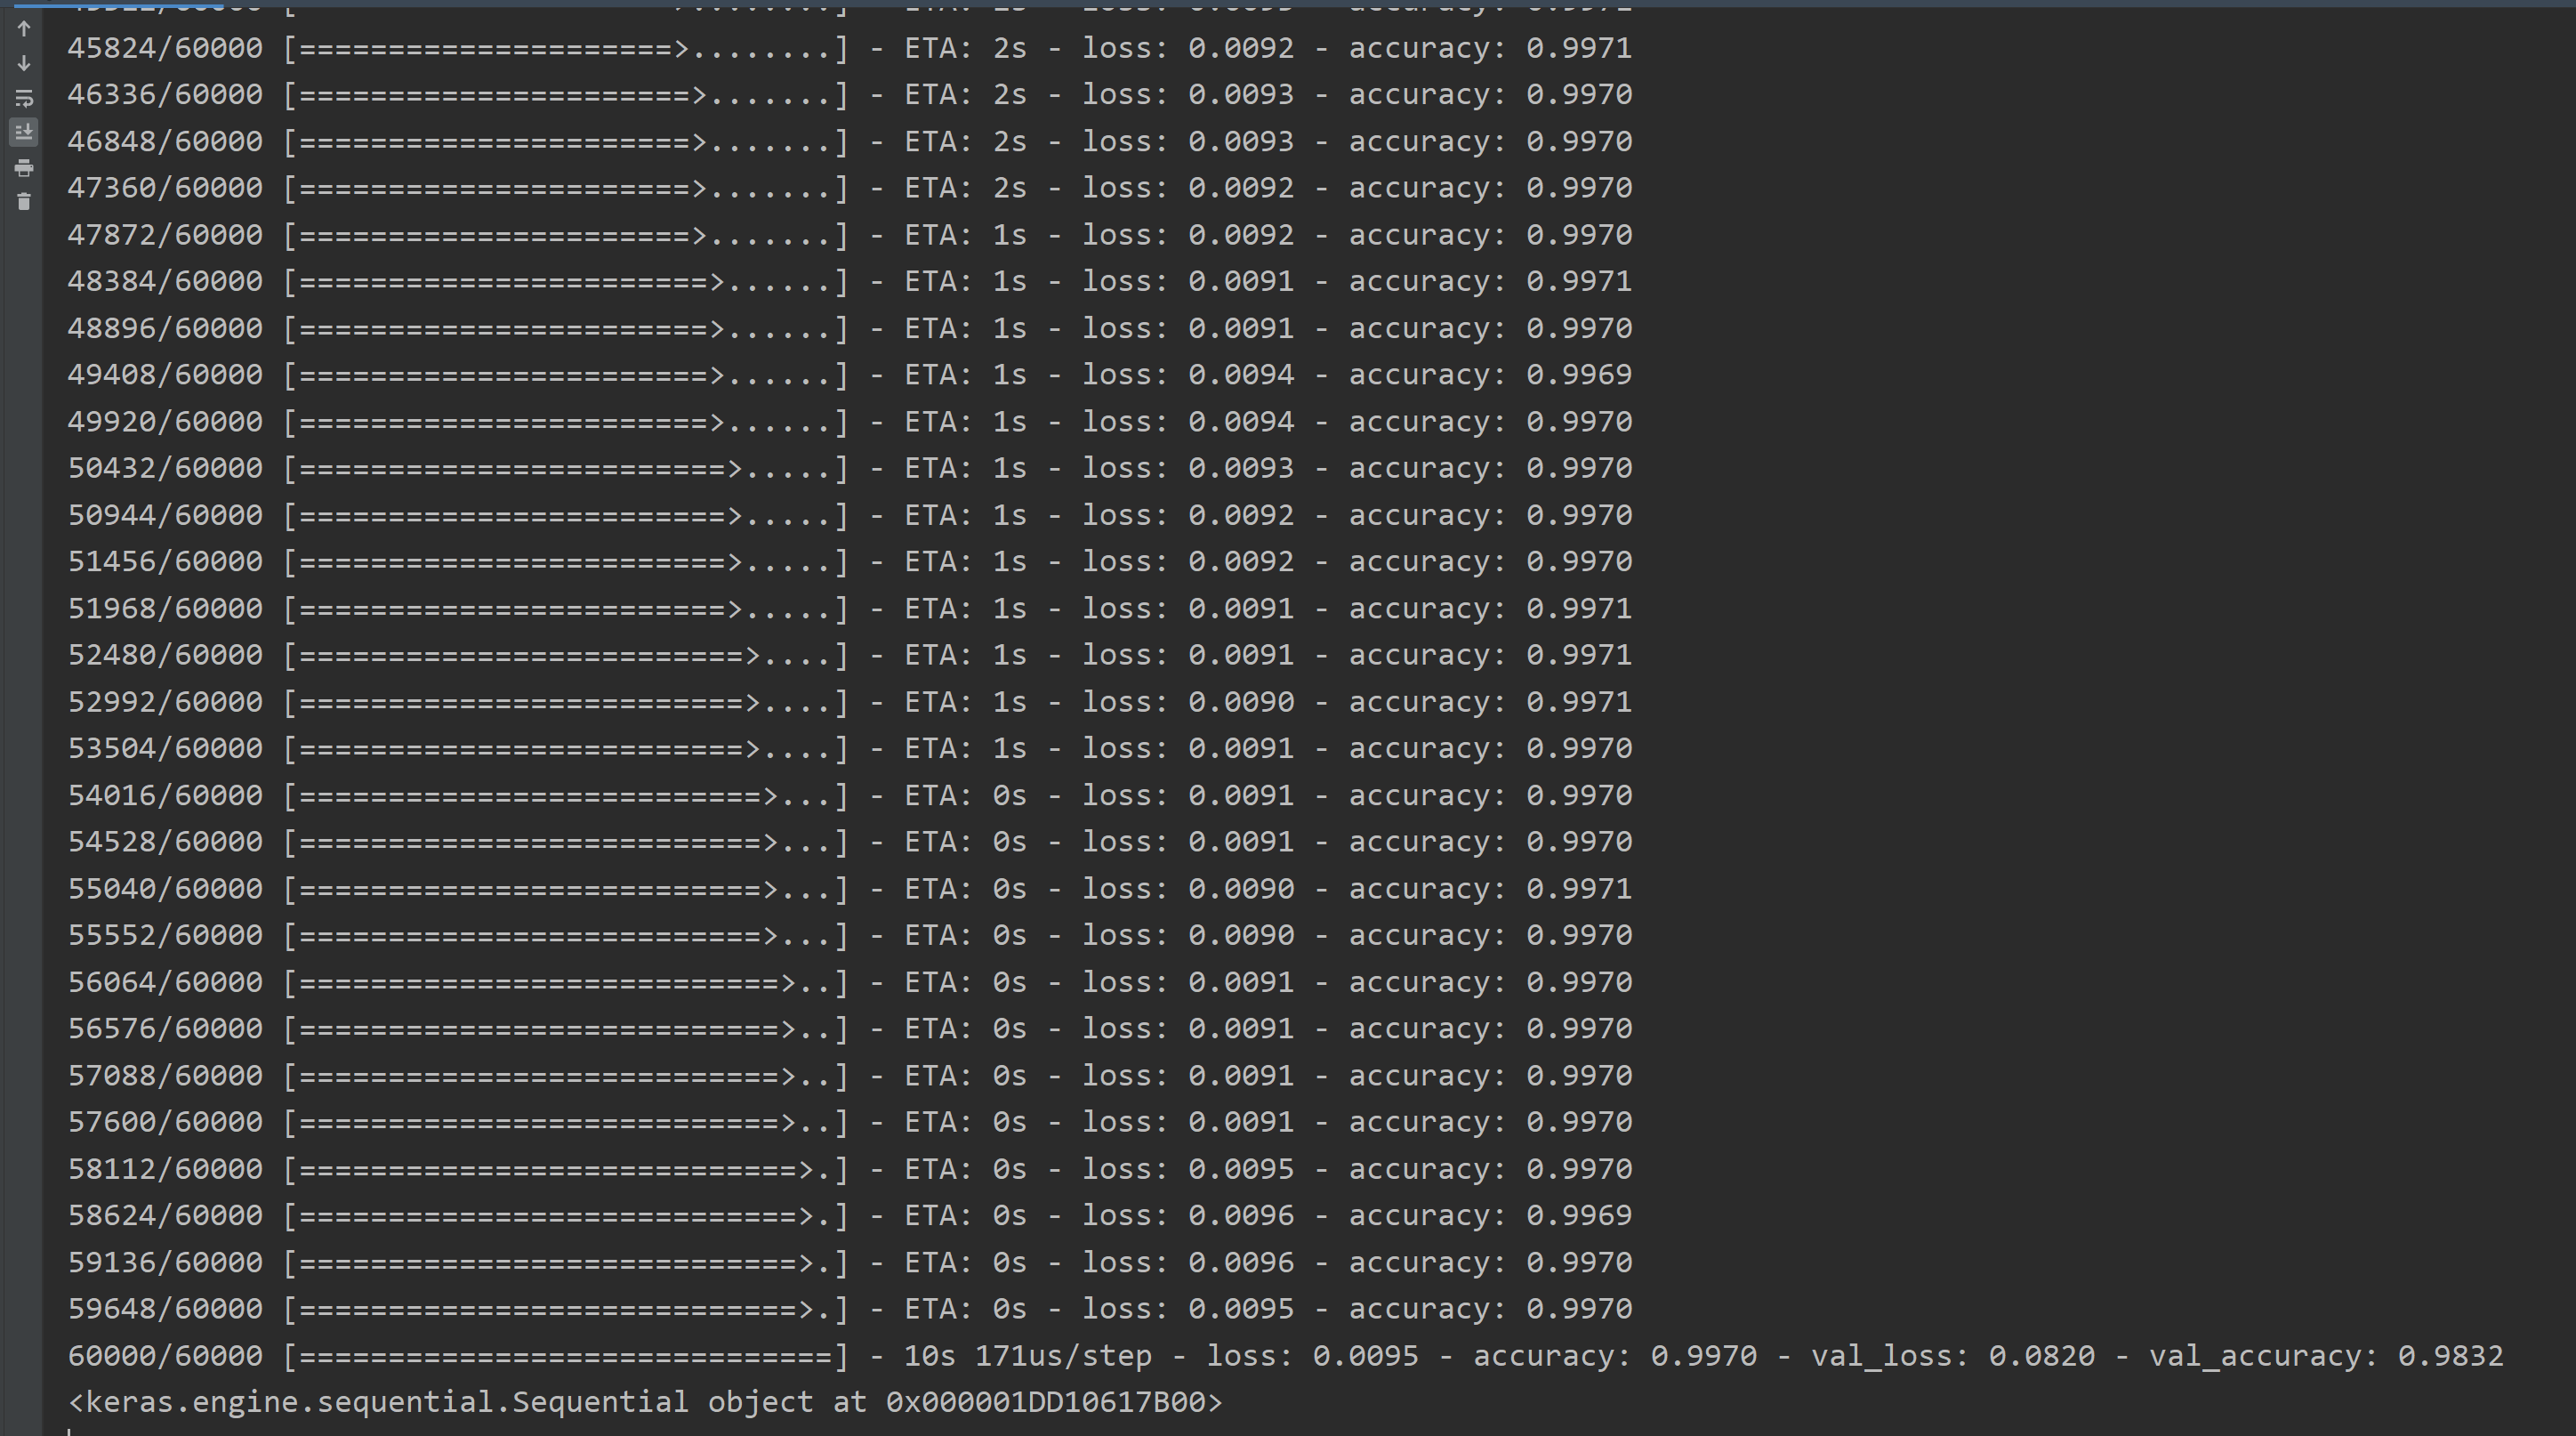 45824/60000 [=====================>........] - ETA: 2s - loss: 0.0092 - accuracy: 0.9971
46336/60000 [======================>.......] - ETA: 2s - loss: 0.0093 - accuracy: 0.9970
46848/60000 [======================>.......] - ETA: 2s - loss: 0.0093 - accuracy: 0.9970
47360/60000 [======================>.......] - ETA: 2s - loss: 0.0092 - accuracy: 0.9970
47872/60000 [======================>.......] - ETA: 1s - loss: 0.0092 - accuracy: 0.9970
48384/60000 [=======================>......] - ETA: 1s - loss: 0.0091 - accuracy: 0.9971
48896/60000 [=======================>......] - ETA: 1s - loss: 0.0091 - accuracy: 0.9970
49408/60000 [=======================>......] - ETA: 1s - loss: 0.0094 - accuracy: 0.9969
49920/60000 [=======================>......] - ETA: 1s - loss: 0.0094 - accuracy: 0.9970
50432/60000 [========================>.....] - ETA: 1s - loss: 0.0093 - accuracy: 0.9970
50944/60000 [========================>.....] - ETA: 1s - loss: 0.0092 - accuracy: 0.9970
51456/60000 [========================>.....] - ETA: 1s - loss: 0.0092 - accuracy: 0.9970
51968/60000 [========================>.....] - ETA: 1s - loss: 0.0091 - accuracy: 0.9971
52480/60000 [=========================>....] - ETA: 1s - loss: 0.0091 - accuracy: 0.9971
52992/60000 [=========================>....] - ETA: 1s - loss: 0.0090 - accuracy: 0.9971
53504/60000 [=========================>....] - ETA: 1s - loss: 0.0091 - accuracy: 0.9970
54016/60000 [==========================>...] - ETA: 0s - loss: 0.0091 - accuracy: 0.9970
54528/60000 [==========================>...] - ETA: 0s - loss: 0.0091 - accuracy: 0.9970
55040/60000 [==========================>...] - ETA: 0s - loss: 0.0090 - accuracy: 0.9971
55552/60000 [==========================>...] - ETA: 0s - loss: 0.0090 - accuracy: 0.9970
56064/60000 [===========================>..] - ETA: 0s - loss: 0.0091 - accuracy: 0.9970
56576/60000 [===========================>..] - ETA: 0s - loss: 0.0091 - accuracy: 0.9970
57088/60000 [===========================>..] - ETA: 0s - loss: 0.0091 - accuracy: 0.9970
57600/60000 [===========================>..] - ETA: 0s - loss: 0.0091 - accuracy: 0.9970
58112/60000 [============================>.] - ETA: 0s - loss: 0.0095 - accuracy: 0.9970
58624/60000 [============================>.] - ETA: 0s - loss: 0.0096 - accuracy: 0.9969
59136/60000 [============================>.] - ETA: 0s - loss: 0.0096 - accuracy: 0.9970
59648/60000 [============================>.] - ETA: 0s - loss: 0.0095 - accuracy: 0.9970
60000/60000 [==============================] - 10s 171us/step - loss: 0.0095 - accuracy: 0.9970 - val_loss: 0.0820 - val_accuracy: 0.9832
<keras.engine.sequential.Sequential object at 0x000001DD10617B00>